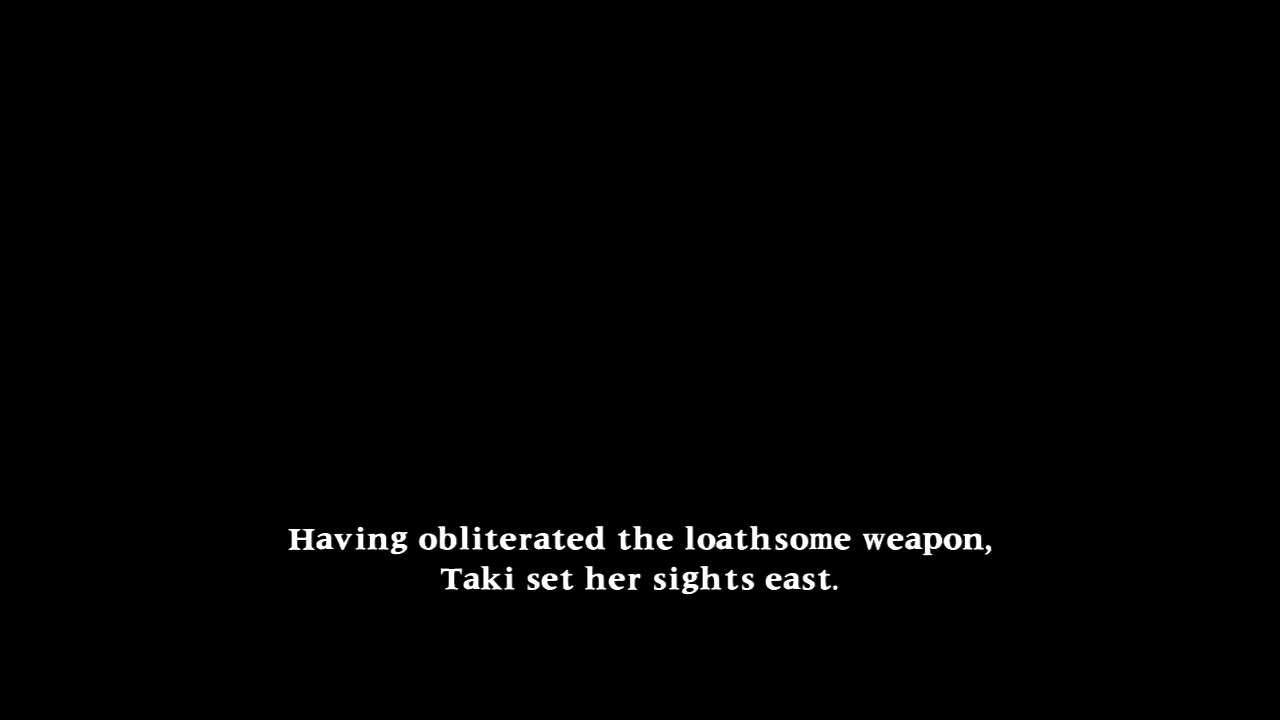 Having obliterated the loathsome weapon,
Taki set her sights east.